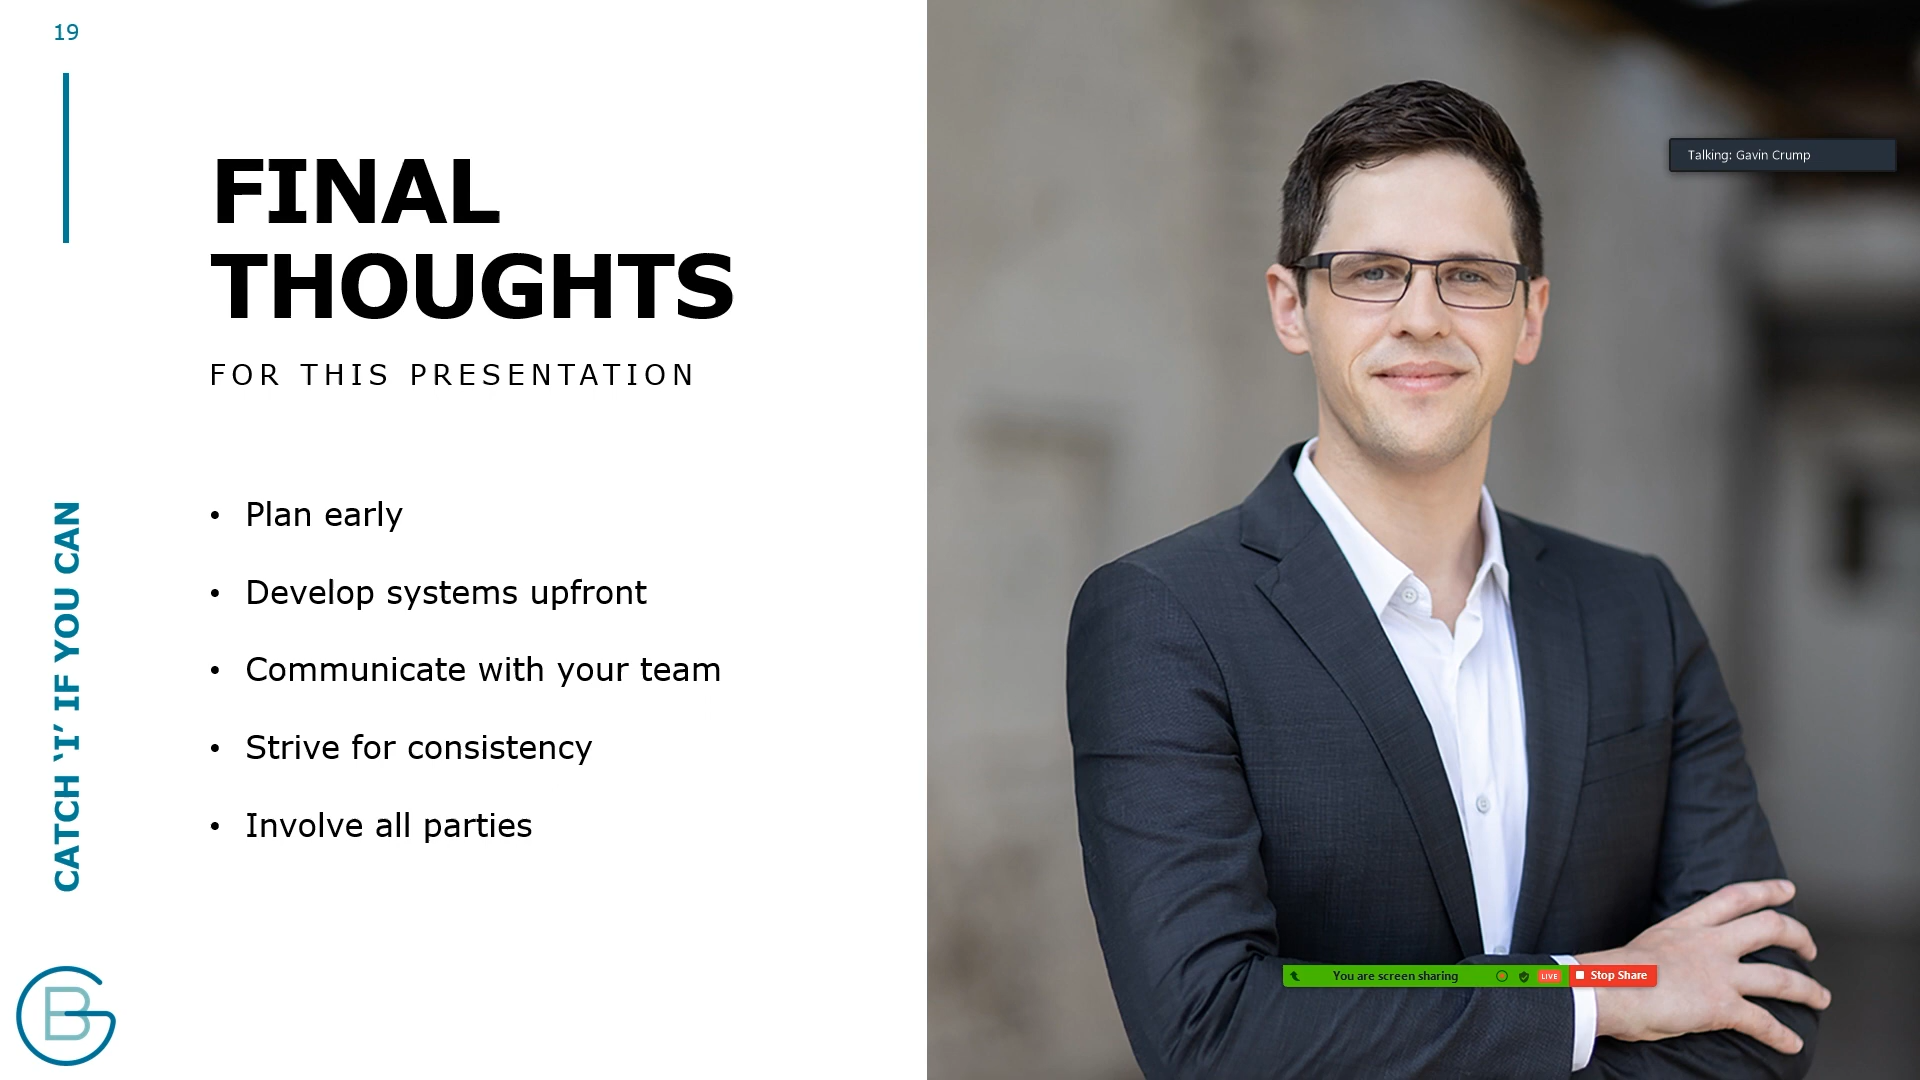 19
FINAL
THOUGHTS
FOR THIS PRESENTATION
• Plan early
• Develop systems upfront
• Communicate with your team
• Strive for consistency
• Involve all parties
CATCH ‘I’ IF YOU CAN
BG
Talking: Gavin Crump
You are screen sharing
LIVE
Stop Share